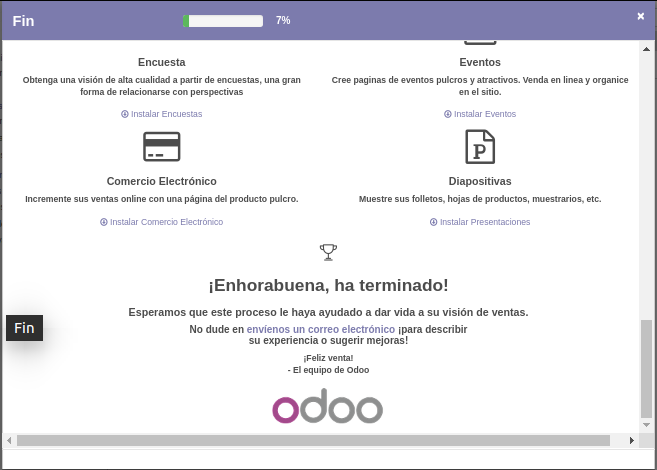 Fin
7%
×
Encuesta
Eventos
Obtenga una visión de alta cualidad a partir de encuestas, una gran
forma de relacionarse con perspectivas
Cree paginas de eventos pulcros y atractivos. Venda en linea y organice
en el sitio.
Instalar Encuestas
Instalar Eventos
P
Comercio Electrónico
Diapositivas
Incremente sus ventas online con una página del producto pulcro.
Muestre sus folletos, hojas de productos, muestrarios, etc.
Instalar Comercio Electrónico
Instalar Presentaciones
¡Enhorabuena, ha terminado!
Esperamos que este proceso le haya ayudado a dar vida a su visión de ventas.
Fin
No dude en envíenos un correo electrónico ¡para describir
su experiencia o sugerir mejoras!
¡Feliz venta!
- El equipo de Odoo
odoo